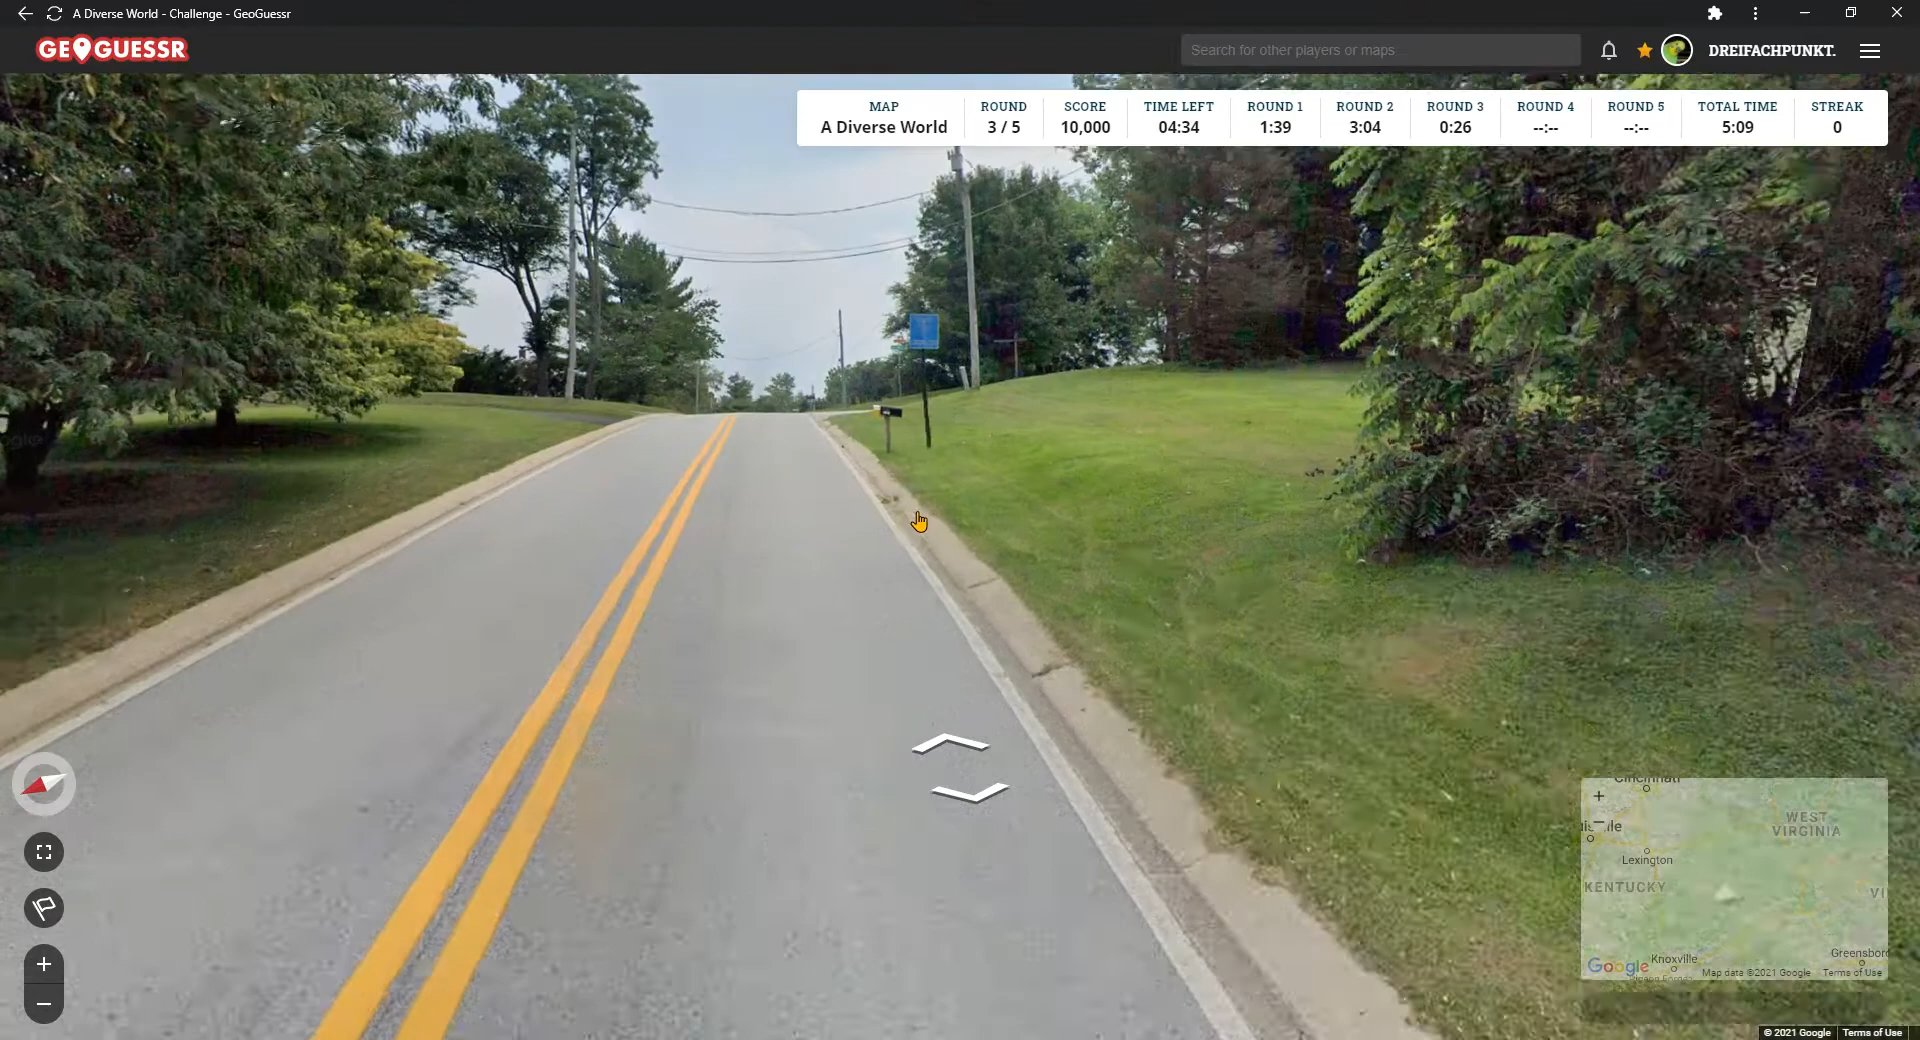 A Diverse World - Challenge - GeoGuessr
GEOGUESSR
Search for other players or maps...
DREIFACHPUNKT.
MAP ROUND SCORE TIME LEFT ROUND 1 ROUND 2 ROUND 3 ROUND 4 ROUND 5 TOTAL TIME STREAK
A Diverse World 3 / 5 10,000 04:34 1:39 3:04 0:26 --:-- --:-- 5:09 0
Cincinnati
WEST
VIRGINIA
Lexington
KENTUCKY
VI
Knoxville
Greensbor
Google
Map data ©2021 Google
Terms of Use
© 2021 Google
Terms of Use